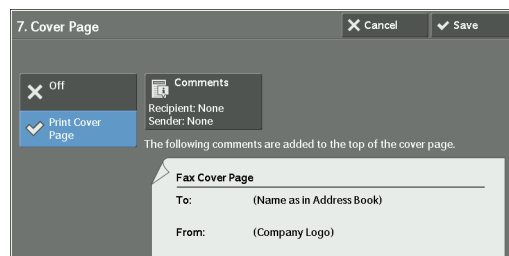 7. Cover Page
Cancel
Save
Off
Print Cover
Page
Comments
Recipient: None
Sender: None
The following comments are added to the top of the cover page.
Fax Cover Page
To: (Name as in Address Book)
From: (Company Logo)